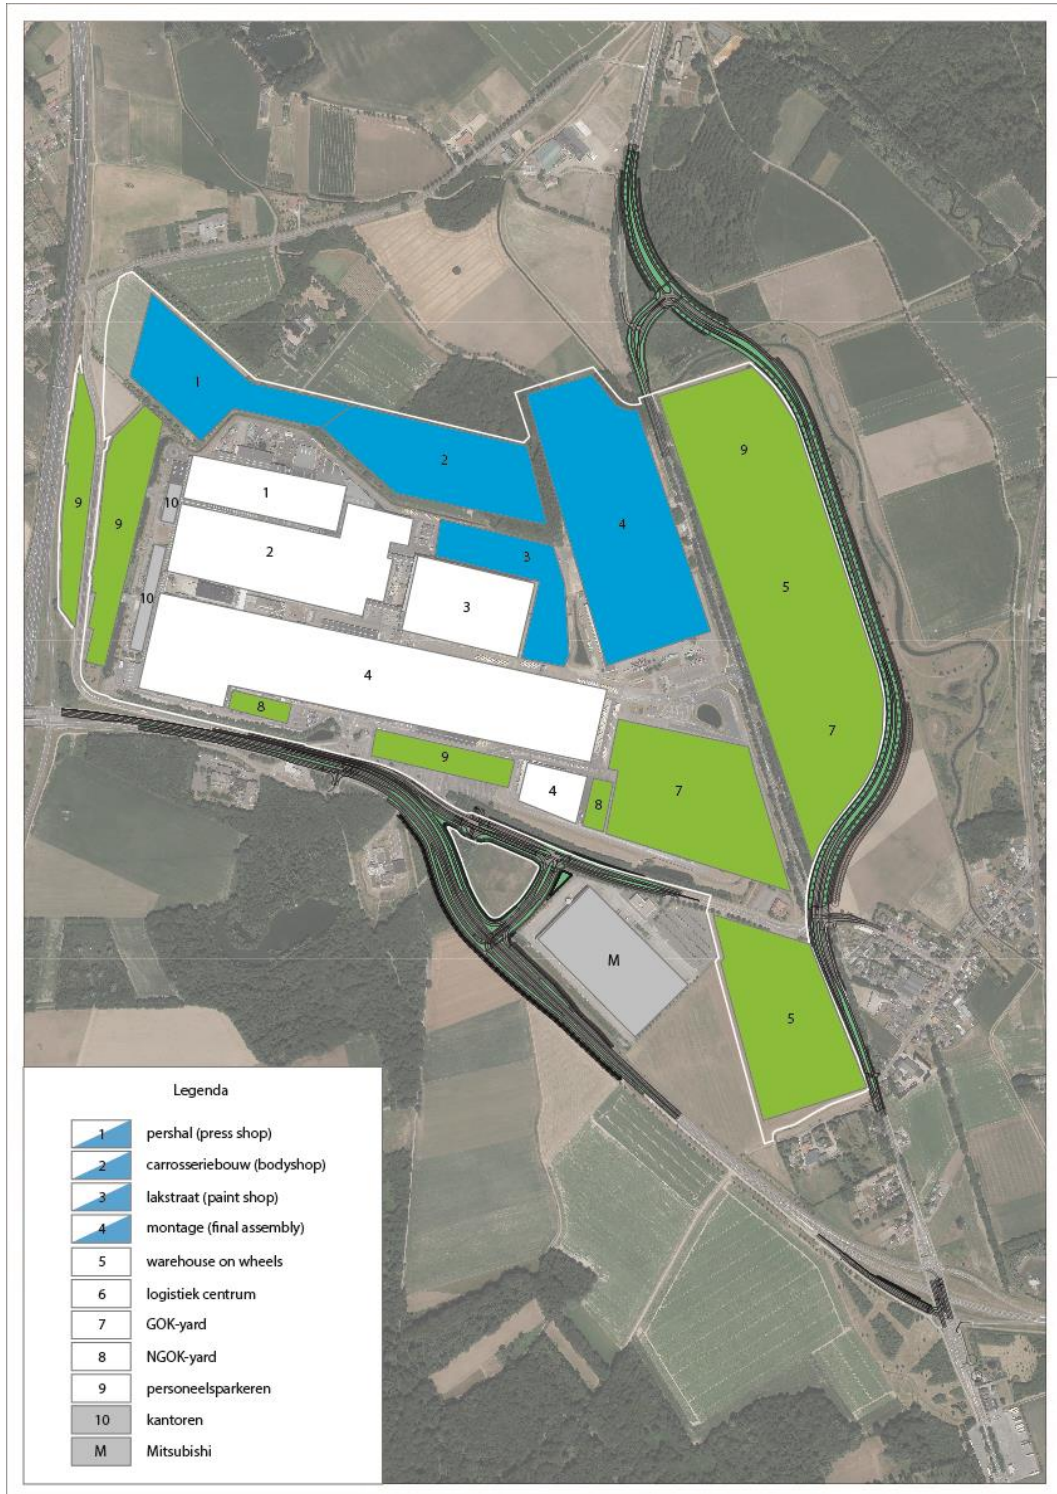 1
2
9
4
9
1
9
10
2
3
5
10
3
4
8
7
9
4
7
8
M
5
Legenda
1 pershal (press shop)
2 carrosseriebouw (bodyshop)
3 lakstraat (paint shop)
4 montage (final assembly)
5 warehouse on wheels
6 logistiek centrum
7 GOK-yard
8 NGOK-yard
9 personeelsparkeren
10 kantoren
M Mitsubishi